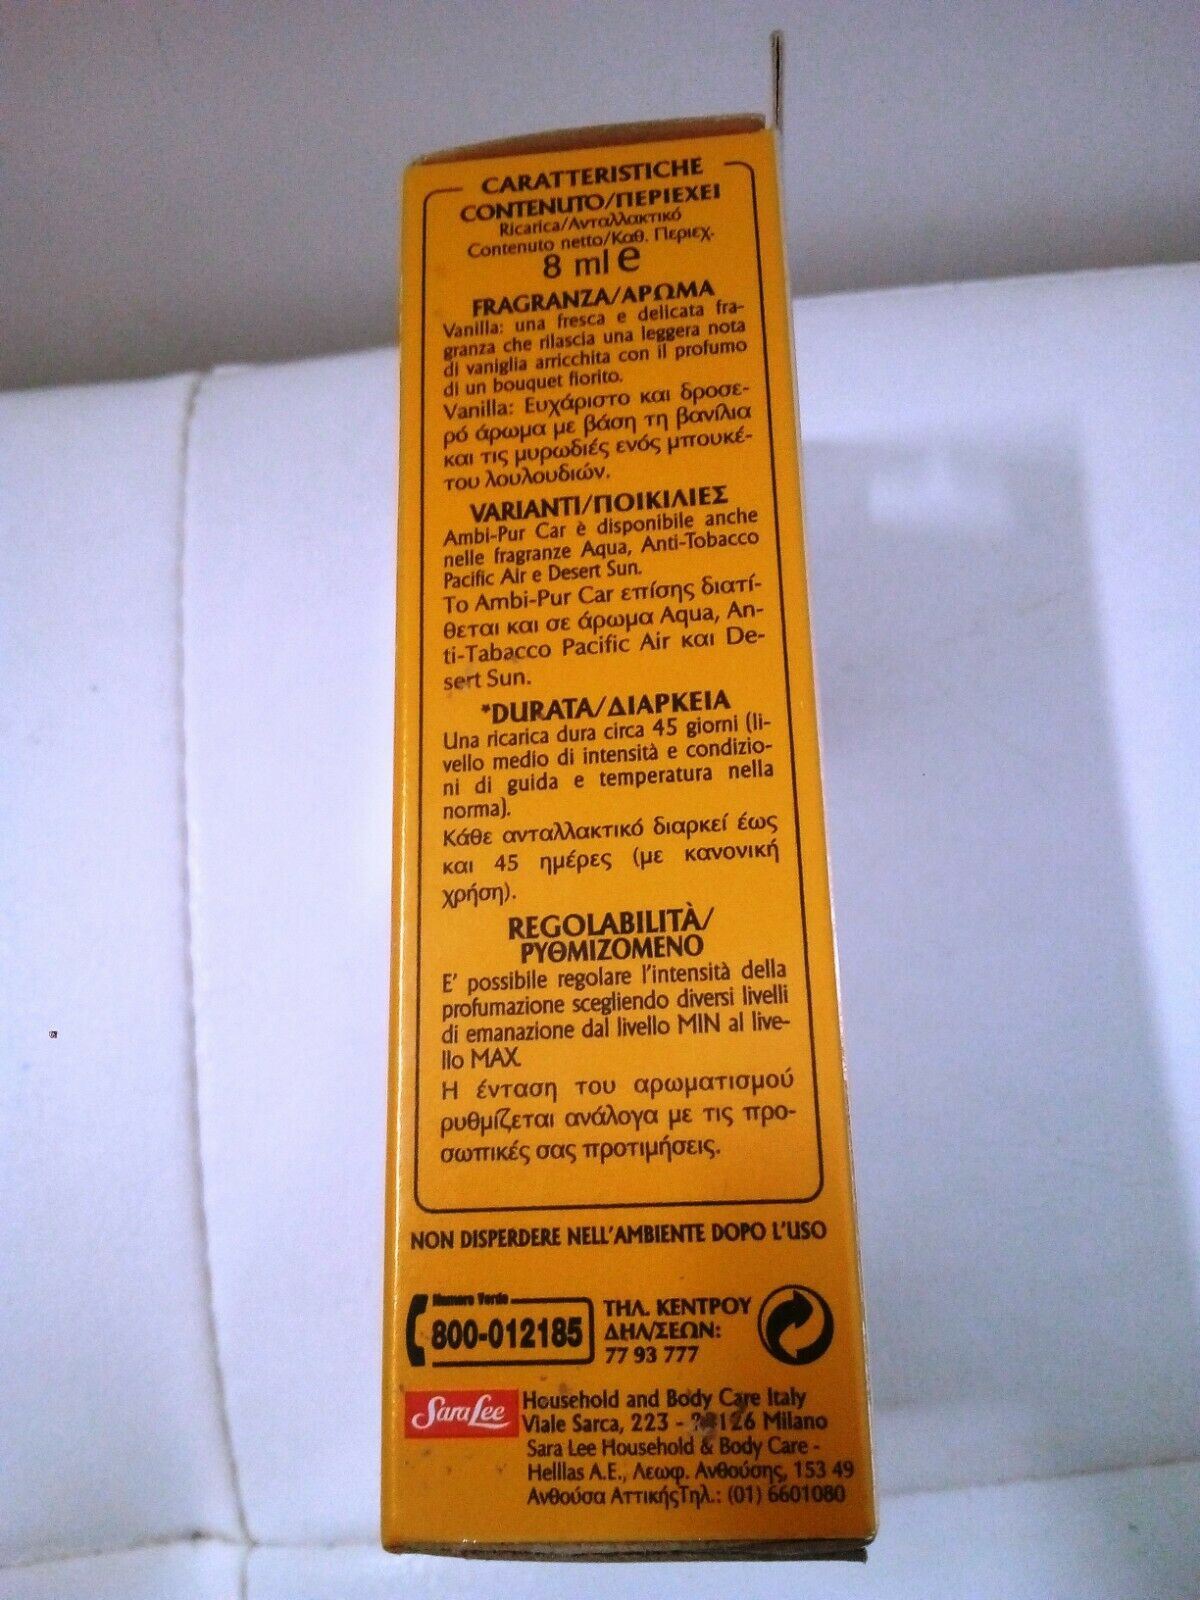 CARATTERISTICHE
CONTENUTO/ΠΕΡΙΕΧΕΙ
Ricarica/Ανταλλακτικό
Contenuto netto/Καθ. Περιεχ.
8 ml e
FRAGRANZA/ΑΡΩΜΑ
Vanilla: una fresca e delicata fra-
granza che rilascia una leggera nota
di vaniglia arricchita con il profumo
di un bouquet fiorito.
Vanilla: Ευχάριστο και δροσε-
ρό άρωμα με βάση τη βανίλια
και τις μυρωδιές ενός μπουκέ-
του λουλουδιών.
VARIANTI/ΠΟΙΚΙΛΙΕΣ
Ambi-Pur Car è disponibile anche
nelle fragranze Aqua, Anti-Tobacco
Pacific Air e Desert Sun.
Το Ambi-Pur Car επίσης διατί-
θεται και σε άρωμα Aqua, An-
ti-Tabacco Pacific Air και De-
sert Sun.
*DURATA/ΔΙΑΡΚΕΙΑ
Una ricarica dura circa 45 giorni (li-
vello medio di intensità e condizio-
ni di guida e temperatura nella
norma).
Κάθε ανταλλακτικό διαρκεί έως
και 45 ημέρες (με κανονική
χρήση).
REGOLABILITÀ/
ΡΥΘΜΙΖΟΜΕΝΟ
E' possibile regolare l'intensità della
profumazione scegliendo diversi livelli
di emanazione dal livello MIN al live-
llo MAX.
Η ένταση του αρωματισμού
ρυθμίζεται ανάλογα με τις προ-
σωπικές σας προτιμήσεις.
NON DISPERDERE NELL'AMBIENTE DOPO L'USO
Numero Verde
800-012185
ΤΗΛ. ΚΕΝΤΡΟΥ
ΔΗΛ/ΣΕΩΝ:
77 93 777
Sara Lee
Household and Body Care Italy
Viale Sarca, 223 - Milano
Sara Lee Household & Body Care -
Helllas A.E., Λεωφ. Ανθούσης, 153 49
Ανθούσα ΑττικήςΤηλ.: (01) 6601080